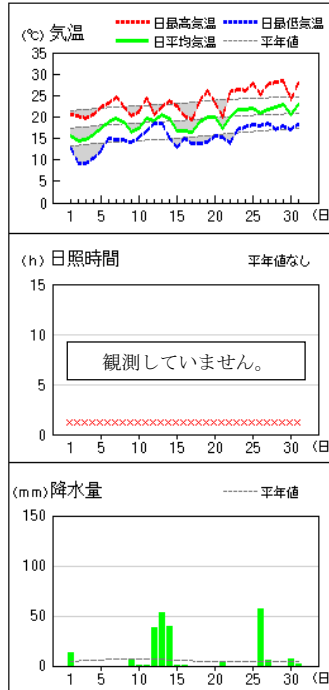 (℃) 気温
日最高気温 日最低気温
日平均気温 平年値
35
30
25
20
15
10
5
0
1 5 10 15 20 25 30 (日
(h) 日照時間 平年値なし
15
10
観測していません。
5
××××××××××××××××××××××××××××××× 
0
1 5 10 15 20 25 30 (日
(mm) 降水量 平年値
150
100
50
0
1 5 10 15 20 25 30 (日